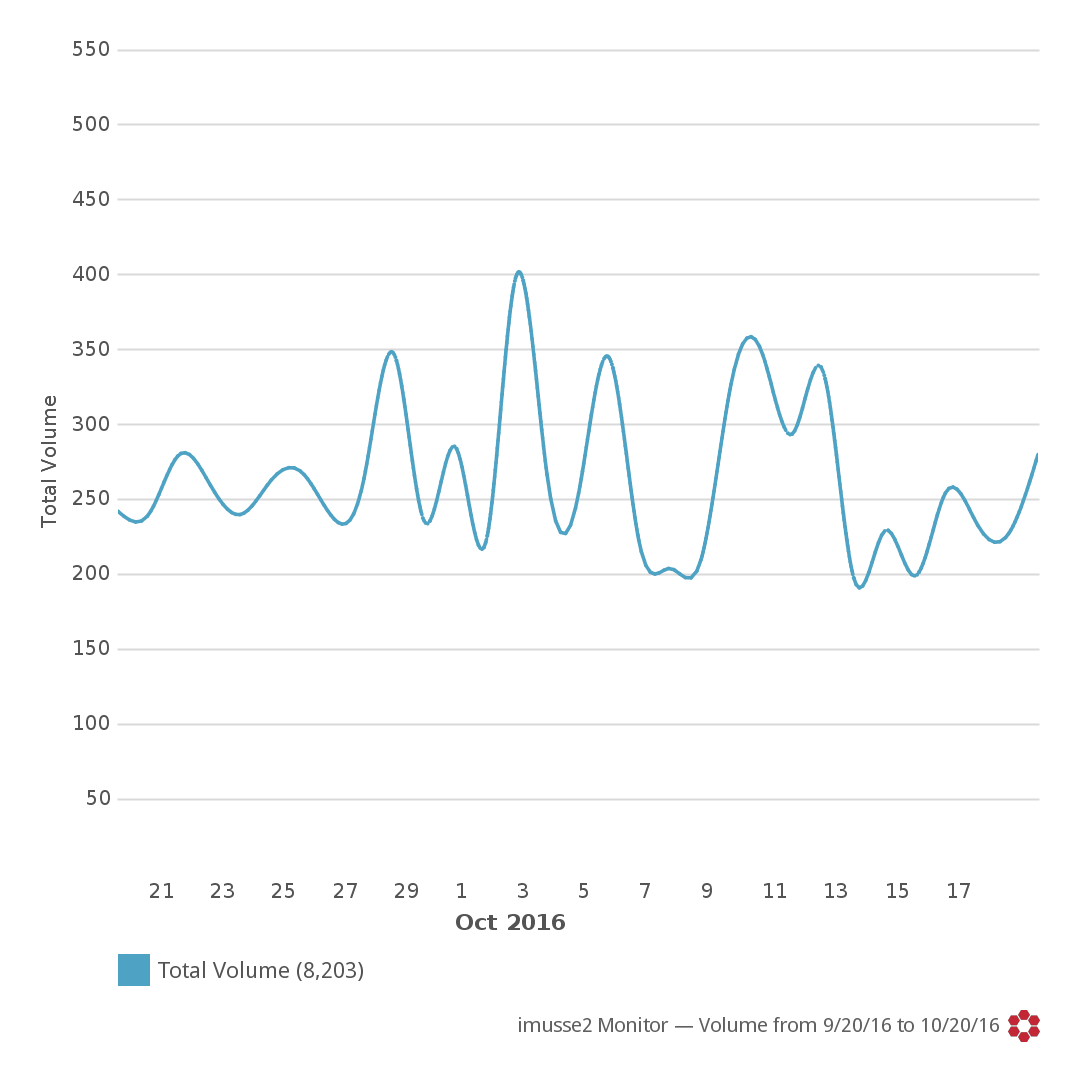 550
500
450
400
350
300
250
200
150
100
50
Total Volume
21 23 25 27 29 1 3 5 7 9 11 13 15 17
Oct 2016
Total Volume (8,203)
imusse2 Monitor — Volume from 9/20/16 to 10/20/16